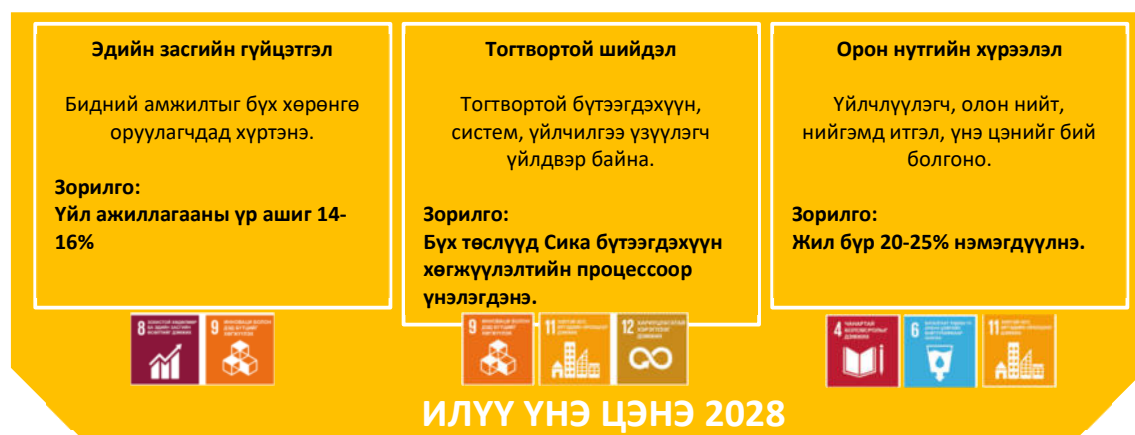 Эдийн засгийн гүйцэтгэл
Бидний амжилтыг бүх хөрөнгө
оруулагчдад хүртэнэ.
Зорилго:
Үйл ажиллагааны үр ашиг 14-
16%
Тогтвортой шийдэл
Тогтвортой бүтээгдэхүүн,
систем, үйлчилгээ үзүүлэгч
үйлдвэр байна.
Зорилго:
Бүх төслүүд Сика бүтээгдэхүүн
хөгжүүлэлтийн процессоор
үнэлэгдэнэ.
Орон нутгийн хүрээлэл
Үйлчлүүлэгч, олон нийт,
нийгэмд итгэл, үнэ цэнийг бий
болгоно.
Зорилго:
Жил бүр 20-25% нэмэгдүүлнэ.
8
9
9
11
12
4
6
11
ИЛҮҮ ҮНЭ ЦЭНЭ 2028